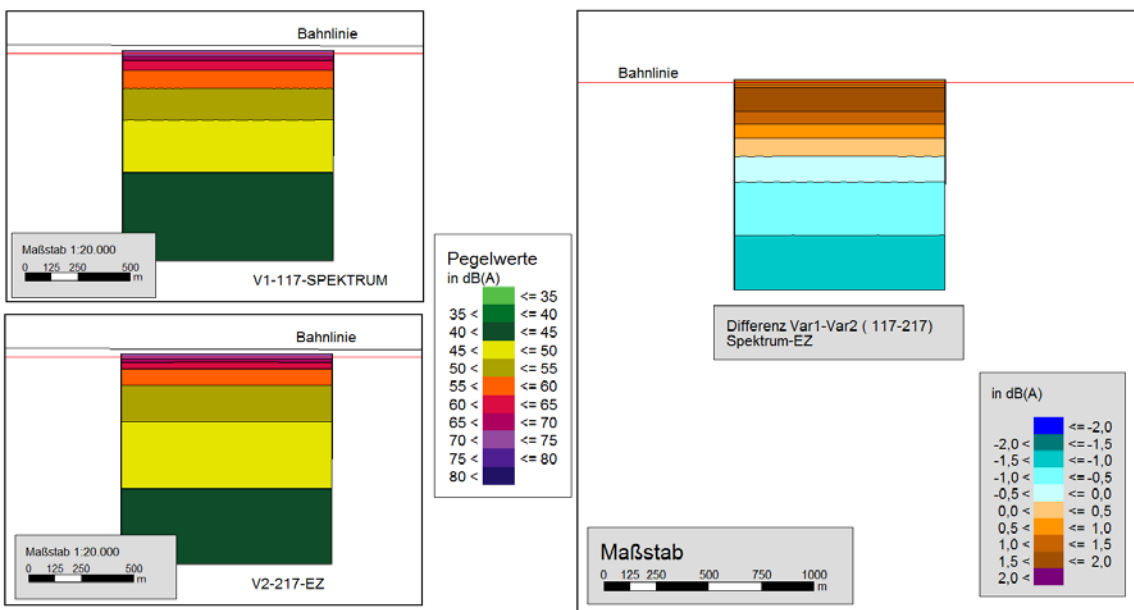 Bahnlinie
Maßstab 1:20.000
0 125 250 500
m
V1-117-SPEKTRUM
Bahnlinie
Maßstab 1:20.000
0 125 250 500
m
V2-217-EZ
Pegelwerte
in dB(A)
<= 35
35 < <= 40
40 < <= 45
45 < <= 50
50 < <= 55
55 < <= 60
60 < <= 65
65 < <= 70
70 < <= 75
75 < <= 80
80 <
Bahnlinie
Differenz Var1-Var2 ( 117-217)
Spektrum-EZ
in dB(A)
<= -2,0
-2,0 < <= -1,5
-1,5 < <= -1,0
-1,0 < <= -0,5
-0,5 < <= 0,0
0,0 < <= 0,5
0,5 < <= 1,0
1,0 < <= 1,5
1,5 < <= 2,0
2,0 <
Maßstab
0 125 250 500 750 1000
m